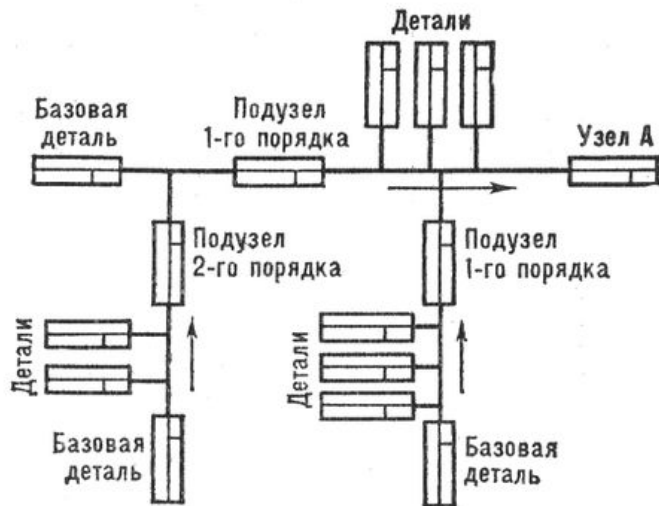 Детали
Базовая
деталь
Подузел
1-го порядка
Узел А
Подузел
2-го порядка
Подузел
1-го порядка
Детали
Детали
Базовая
деталь
Базовая
деталь